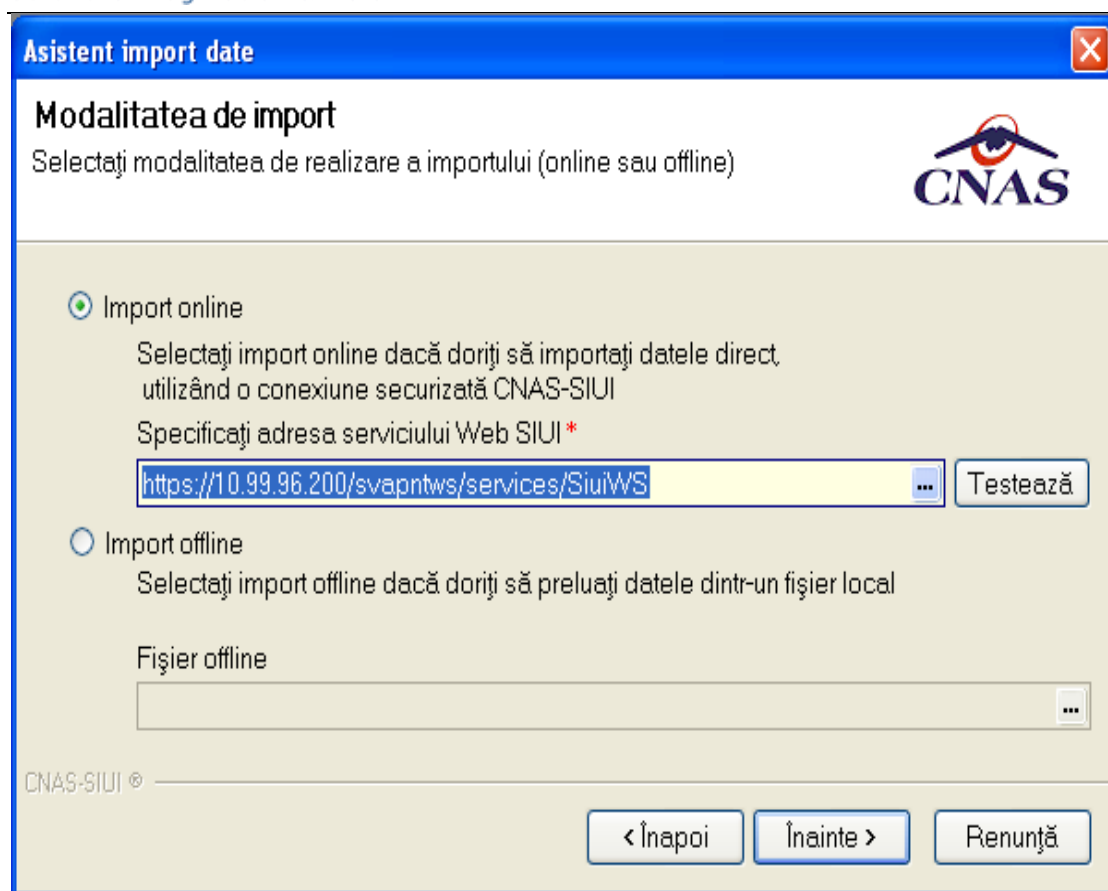 Asistent import date
Modalitatea de import
Selectaţi modalitatea de realizare a importului (online sau offline)
CNAS
Import online
Selectaţi import online dacă doriţi să importaţi datele direct,
utilizând o conexiune securizată CNAS-SIUI
Specificaţi adresa serviciului Web SIUI *
https://10.99.96.200/svapntws/services/SiuiWS ... Testează
Import offline
Selectaţi import offline dacă doriţi să preluaţi datele dintr-un fişier local
Fişier offline
...
CNAS-SIUI ®
< Înapoi Înainte > Renunţă